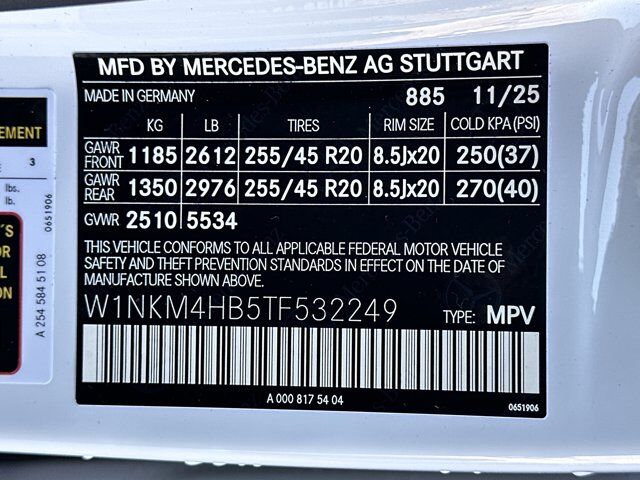 MFD BY MERCEDES-BENZ AG STUTTGART
MADE IN GERMANY 885 11/25
KG LB TIRES RIM SIZE COLD KPA(PSI)
GAWR FRONT 1185 2612 255/45 R20 8.5Jx20 250(37)
GAWR REAR 1350 2976 255/45 R20 8.5Jx20 270(40)
GVWR 2510 5534
THIS VEHICLE CONFORMS TO ALL APPLICABLE FEDERAL MOTOR VEHICLE
SAFETY AND THEFT PREVENTION STANDARDS IN EFFECT ON THE DATE OF
MANUFACTURE SHOWN ABOVE.
W1NKM4HB5TF532249 TYPE: MPV
A 000 817 54 04
0651906
EMENT
3
lbs.
lb.
0651906
A 254 584 51 08
'S
OR
L
ON